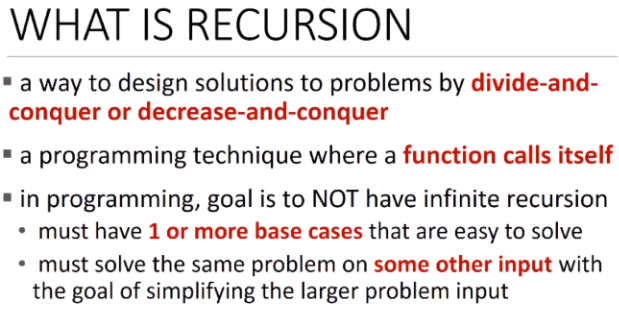 WHAT IS RECURSION
▪ a way to design solutions to problems by divide-and-
conquer or decrease-and-conquer
▪ a programming technique where a function calls itself
▪ in programming, goal is to NOT have infinite recursion
• must have 1 or more base cases that are easy to solve
• must solve the same problem on some other input with
the goal of simplifying the larger problem input